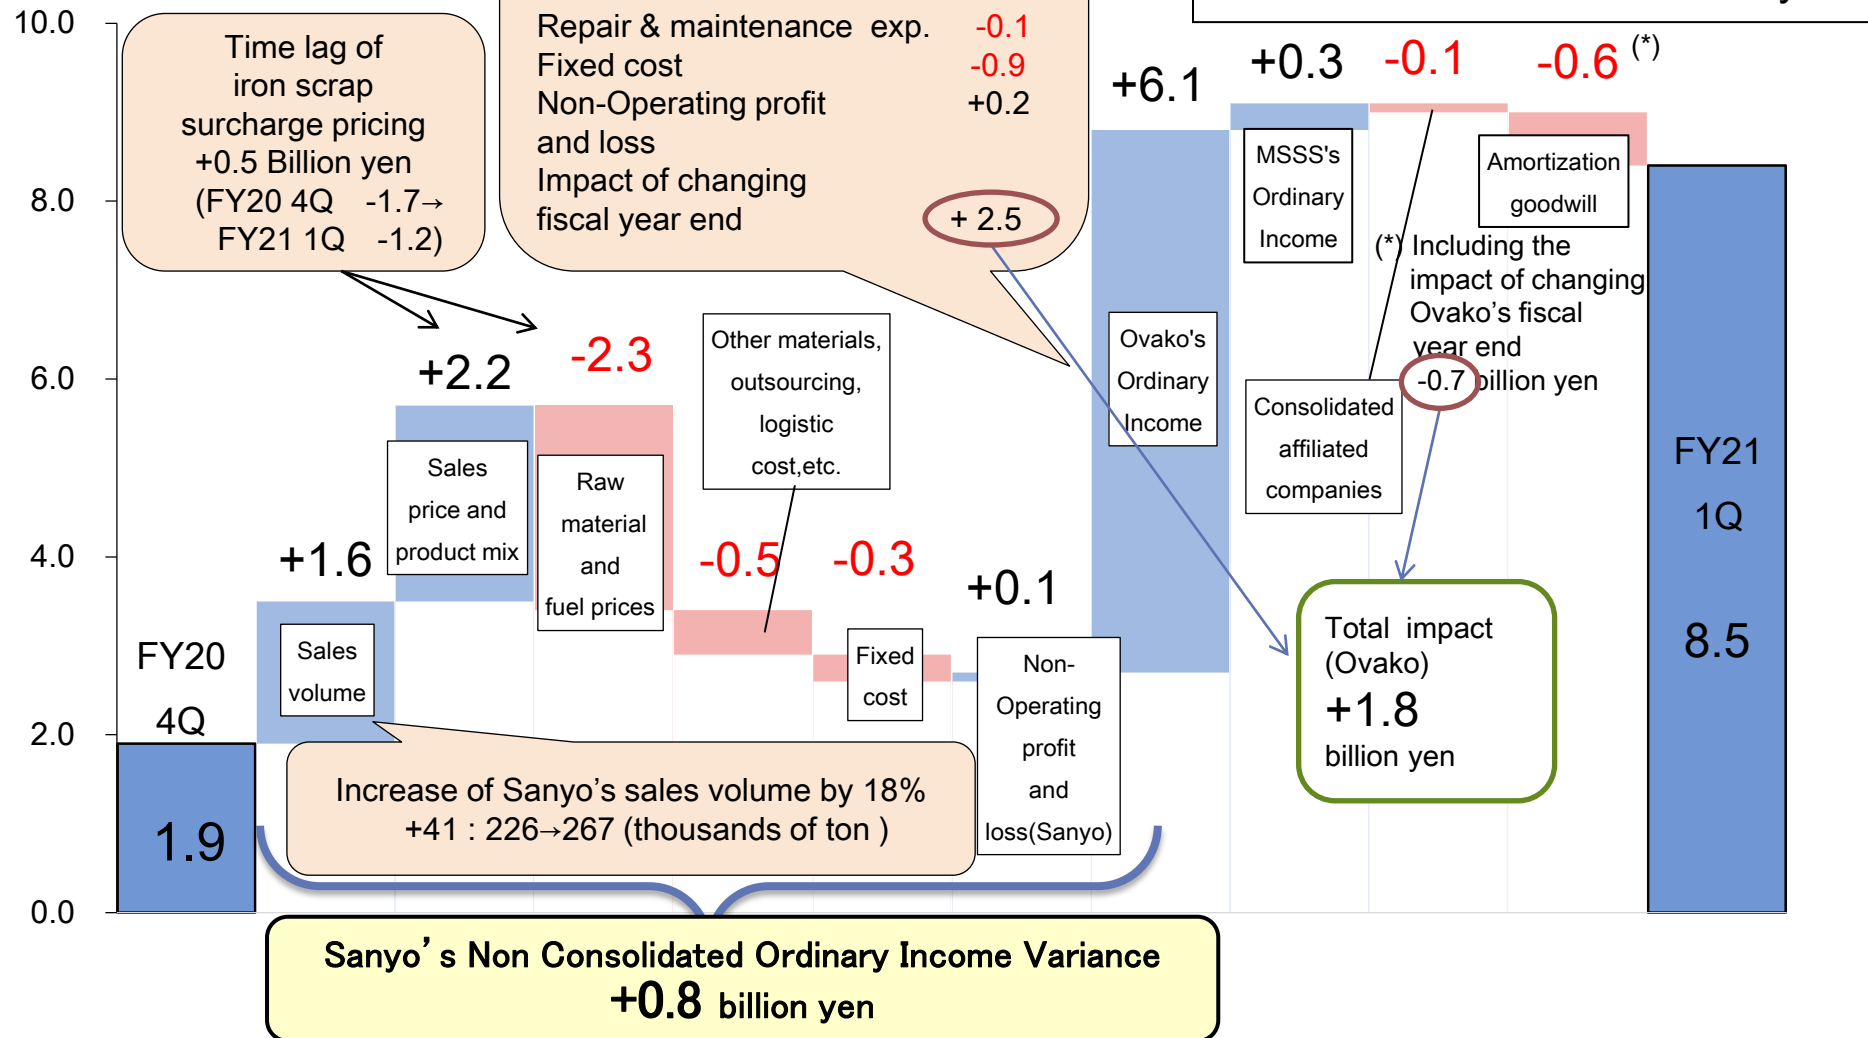 10.0
8.0
6.0
4.0
2.0
0.0
Time lag of
iron scrap
surcharge pricing
+0.5 Billion yen
(FY20 4Q -1.7→
FY21 1Q -1.2)
Repair & maintenance exp. -0.1
Fixed cost -0.9
Non-Operating profit +0.2
and loss
Impact of changing
fiscal year end + 2.5
+6.1
+0.3
-0.1
-0.6 (*)
MSSS's
Ordinary
Income
Amortization
goodwill
(*) Including the
impact of changing
Ovako's fiscal
year end
-0.7 billion yen
+2.2
-2.3
Other materials,
outsourcing,
logistic
cost,etc.
Ovako's
Ordinary
Income
Consolidated
affiliated
companies
+1.6
Sales
price and
product mix
Raw
material
and
fuel prices
-0.5
-0.3
+0.1
FY20
4Q
1.9
Sales
volume
Fixed
cost
Non-
Operating
profit
and
loss(Sanyo)
Total impact
(Ovako)
+1.8
billion yen
FY21
1Q
8.5
Increase of Sanyo's sales volume by 18%
+41 : 226→267 (thousands of ton )
Sanyo's Non Consolidated Ordinary Income Variance
+0.8 billion yen